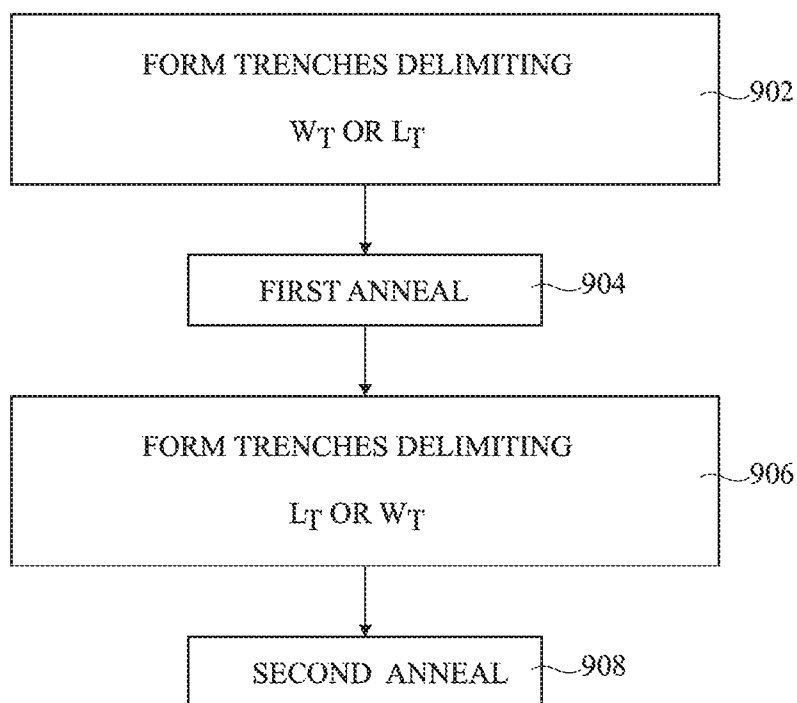 FORM TRENCHES DELIMITING
W_T OR L_T
902
FIRST ANNEAL
904
FORM TRENCHES DELIMITING
L_T OR W_T
906
SECOND ANNEAL
908